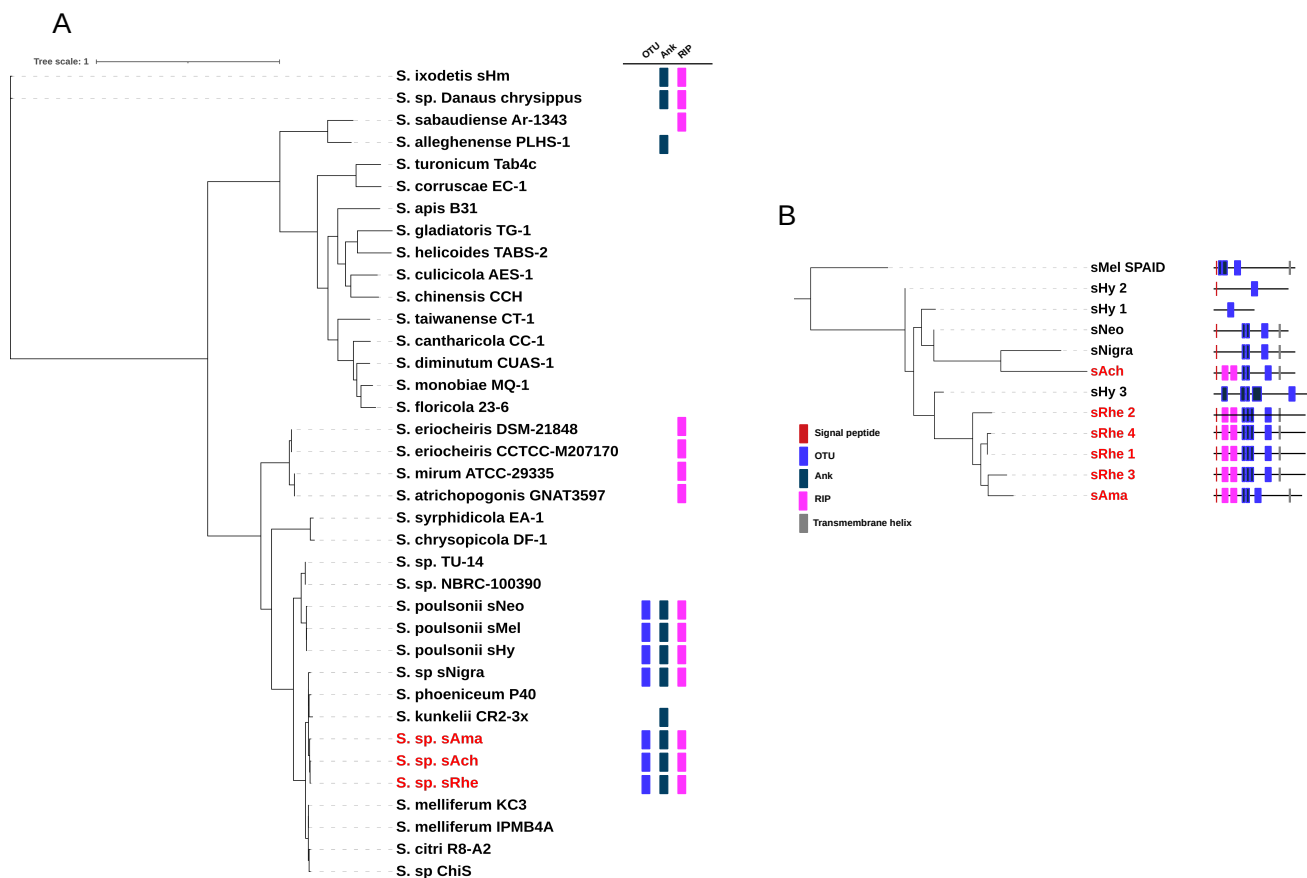 A
Tree scale: 1
OTU
Ank
RIP
S. ixodetis sHm
S. sp. Danaus chrysippus
S. sabaudiense Ar-1343
S. alleghenense PLHS-1
S. turonicum Tab4c
S. corruscae EC-1
S. apis B31
S. gladiatoris TG-1
S. helicoides TABS-2
S. culicicola AES-1
S. chinensis CCH
S. taiwanense CT-1
S. cantharicola CC-1
S. diminutum CUAS-1
S. monobiae MQ-1
S. floricola 23-6
S. eriocheiris DSM-21848
S. eriocheiris CCTCC-M207170
S. mirum ATCC-29335
S. atrichopogonis GNAT3597
S. syrphidicola EA-1
S. chrysopicola DF-1
S. sp. TU-14
S. sp. NBRC-100390
S. poulsonii sNeo
S. poulsonii sMel
S. poulsonii sHy
S. sp sNigra
S. phoeniceum P40
S. kunkelii CR2-3x
S. sp. sAma
S. sp. sAch
S. sp. sRhe
S. melliferum KC3
S. melliferum IPMB4A
S. citri R8-A2
S. sp ChiS
B
sMel SPAID
sHy 2
sHy 1
sNeo
sNigra
sAch
sHy 3
sRhe 2
sRhe 4
sRhe 1
sRhe 3
sAma
Signal peptide
OTU
Ank
RIP
Transmembrane helix